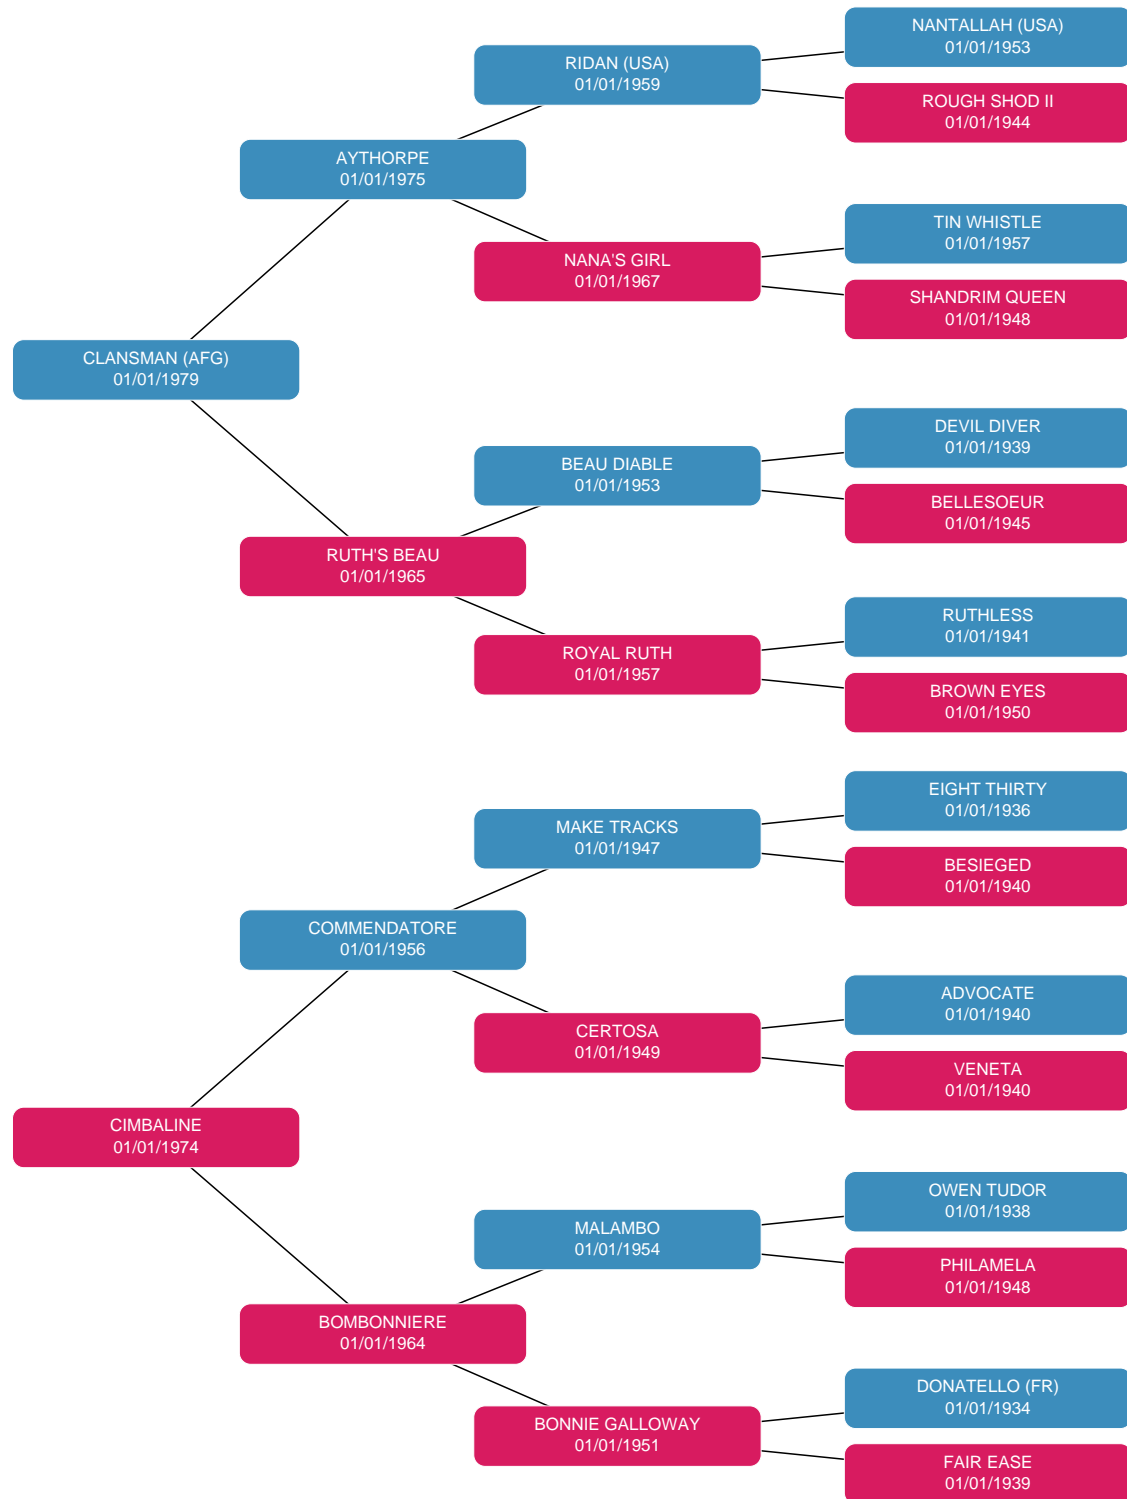 NANTALLAH (USA)
01/01/1953
RIDAN (USA)
01/01/1959
ROUGH SHOD II
01/01/1944
AYTHORPE
01/01/1975
TIN WHISTLE
01/01/1957
NANA'S GIRL
01/01/1967
SHANDRIM QUEEN
01/01/1948
CLANSMAN (AFG)
01/01/1979
DEVIL DIVER
01/01/1939
BEAU DIABLE
01/01/1953
BELLESOEUR
01/01/1945
RUTH'S BEAU
01/01/1965
RUTHLESS
01/01/1941
ROYAL RUTH
01/01/1957
BROWN EYES
01/01/1950
EIGHT THIRTY
01/01/1936
MAKE TRACKS
01/01/1947
BESIEGED
01/01/1940
COMMENDATORE
01/01/1956
ADVOCATE
01/01/1940
CERTOSA
01/01/1949
VENETA
01/01/1940
CIMBALINE
01/01/1974
OWEN TUDOR
01/01/1938
MALAMBO
01/01/1954
PHILAMELA
01/01/1948
BOMBONNIERE
01/01/1964
DONATELLO (FR)
01/01/1934
BONNIE GALLOWAY
01/01/1951
FAIR EASE
01/01/1939